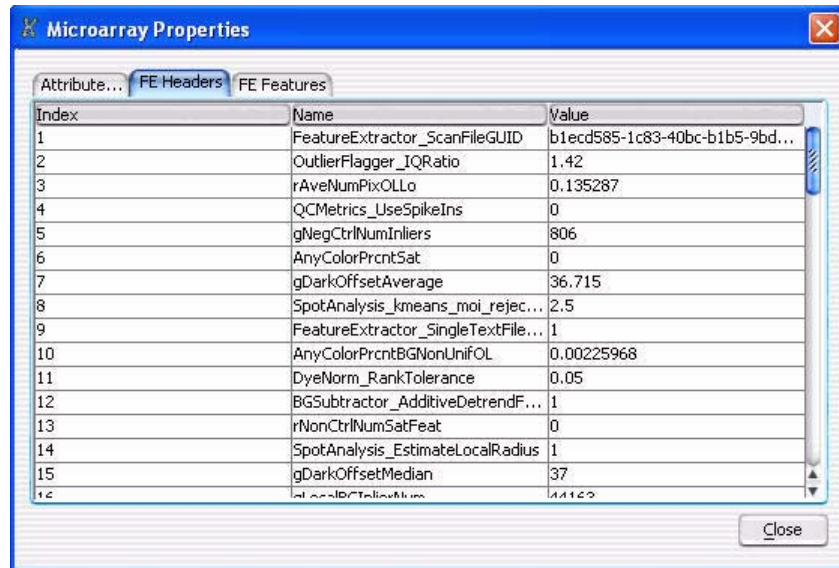 Microarray Properties
Attribute... FE Headers FE Features
Index Name Value
1 FeatureExtractor_ScanFileGUID b1ecd585-1c83-40bc-b1b5-9bd...
2 OutlierFlagger_IQRatio 1.42
3 rAveNumPixOLLo 0.135287
4 QCMetrics_UseSpikeIns 0
5 gNegCtrlNumInliers 806
6 AnyColorPrcntSat 0
7 gDarkOffsetAverage 36.715
8 SpotAnalysis_kmeans_moi_rejec... 2.5
9 FeatureExtractor_SingleTextFile... 1
10 AnyColorPrcntBGNonUnifOL 0.00225968
11 DyeNorm_RankTolerance 0.05
12 BGSubtractor_AdditiveDetrendF... 1
13 rNonCtrlNumSatFeat 0
14 SpotAnalysis_EstimateLocalRadius 1
15 gDarkOffsetMedian 37
16 gLocalBGInlierNum 44163
Close